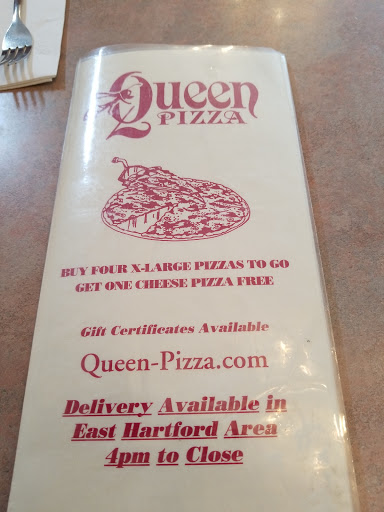 Queen
PIZZA
BUY FOUR X-LARGE PIZZAS TO GO
GET ONE CHEESE PIZZA FREE
Gift Certificates Available
Queen-Pizza.com
Delivery Available in
East Hartford Area
4pm to Close